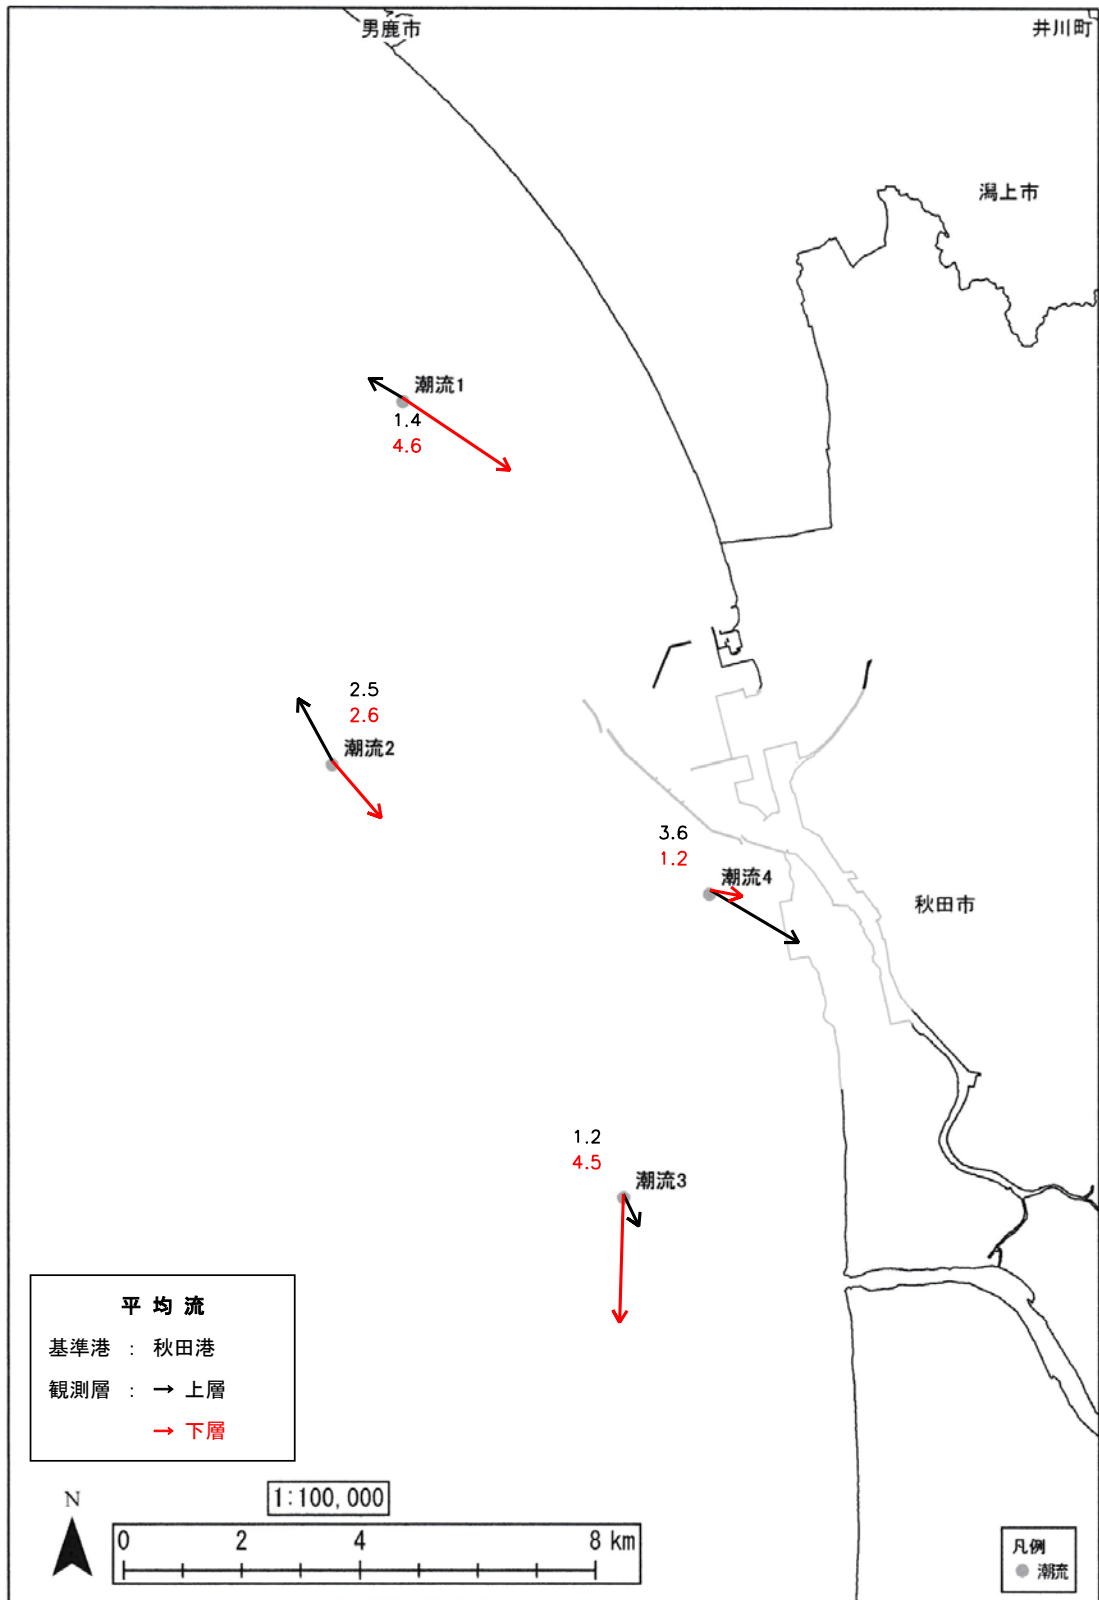 男鹿市
井川町
潟上市
潮流1
1.4
4.6
2.5
2.6
潮流2
3.6
1.2
潮流4
秋田市
1.2
4.5
潮流3
平 均 流
基準港 : 秋田港
観測層 : → 上層
→ 下層
N
1:100,000
0 2 4 8 km
凡例
潮流